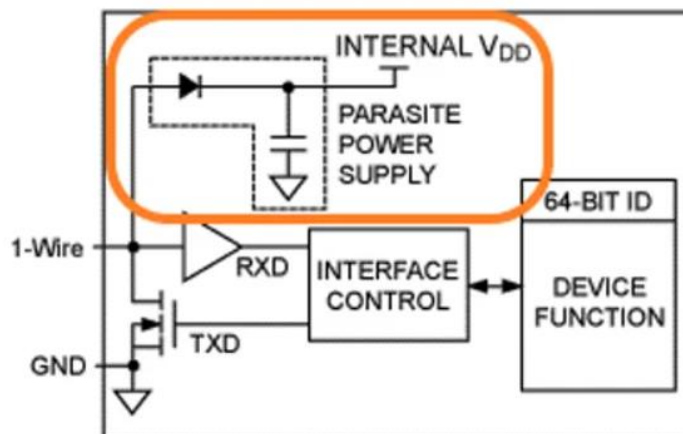 INTERNAL VDD
PARASITE
POWER
SUPPLY
64-BIT ID
1-Wire
RXD
INTERFACE
CONTROL
DEVICE
FUNCTION
TXD
GND